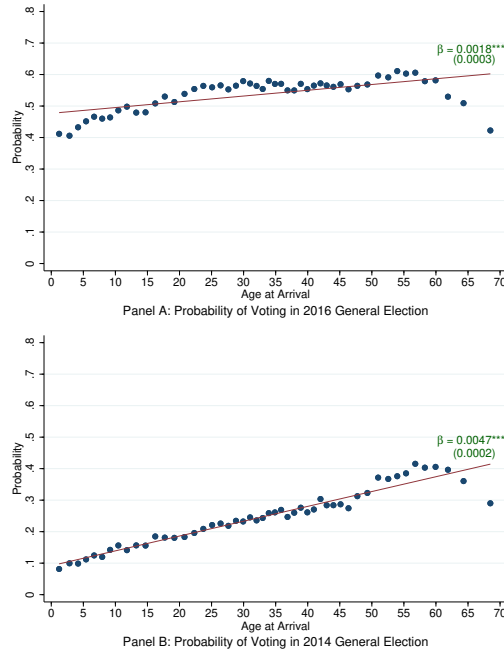 .8
.7
.6
.5
.4
.3
.2
.1
0
Probability
β = 0.0018***
(0.0003)
0 5 10 15 20 25 30 35 40 45 50 55 60 65 70
Age at Arrival
Panel A: Probability of Voting in 2016 General Election
.8
.7
.6
.5
.4
.3
.2
.1
0
Probability
β = 0.0047***
(0.0002)
0 5 10 15 20 25 30 35 40 45 50 55 60 65 70
Age at Arrival
Panel B: Probability of Voting in 2014 General Election